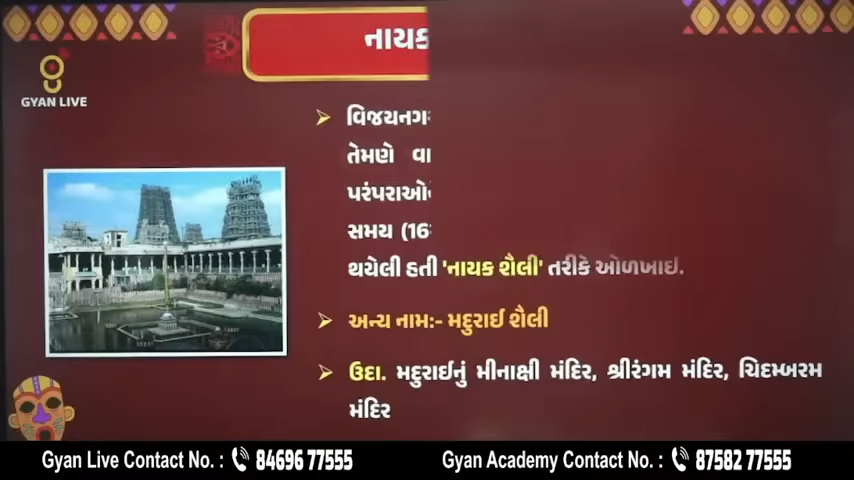 નાયક
GYAN LIVE
➤ વિજયનગ
તેમણે વા
પરંપરાઓ
સમય (16
થયેલી હતી 'નાયક શૈલી' તરીકે ઓળખાઇ.
➤ અન્ય નામ:- મદુરાઈ શૈલી
➤ ઉદા. મદુરાઈનું મીનાક્ષી મંદિર, શ્રીરંગમ મંદિર, ચિદમ્બરમ
મંદિર
Gyan Live Contact No. : 84696 77555 Gyan Academy Contact No. : 87582 77555